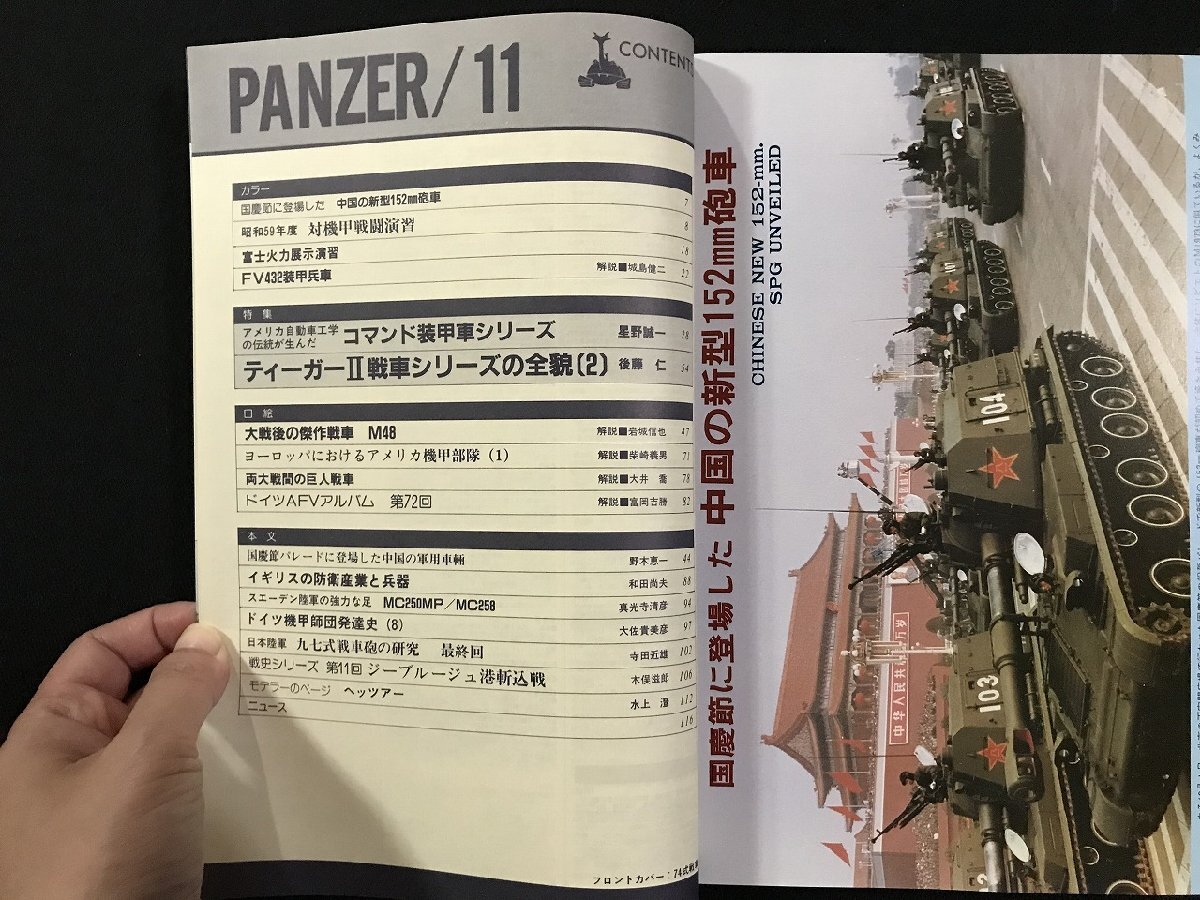 PANZER/11
CONTENTS
カラー
国慶節に登場した 中国の新型152㎜砲車 7
昭和59年度 対機甲戦闘演習 8
富士火力展示演習 18
FV432装甲兵車 解説■城島健二 22
特集
アメリカ自動車工学の伝統が生んだ コマンド装甲車シリーズ 星野誠一 28
ティーガーⅡ戦車シリーズの全貌(2) 後藤 仁 54
口絵
大戦後の傑作戦車 M48 解説■岩城信也 47
ヨーロッパにおけるアメリカ機甲部隊(1) 解説■柴崎義男 71
両大戦間の巨人戦車 解説■大井 喬 78
ドイツAFVアルバム 第72回 解説■富岡吉勝 82
本文
国慶節パレードに登場した中国の軍用車輌 野木恵一 44
イギリスの防衛産業と兵器 和田尚夫 88
スエーデン陸軍の強力な足 MC250MP/MC258 真光寺清彦 94
ドイツ機甲師団発達史(8) 大佐貴美彦 97
日本陸軍 九七式戦車砲の研究 最終回 寺田近雄 102
戦史シリーズ 第11回 ジーブルージュ港斬込戦 木俣滋郎 106
モデラーのページ ヘッツアー 水上 澄 112
ニュース 116
フロントカバー:74式戦車
国慶節に登場した 中国の新型152mm砲車
CHINESE NEW 152-mm.
SPG UNVEILED
104
103
中华人民共和国万岁